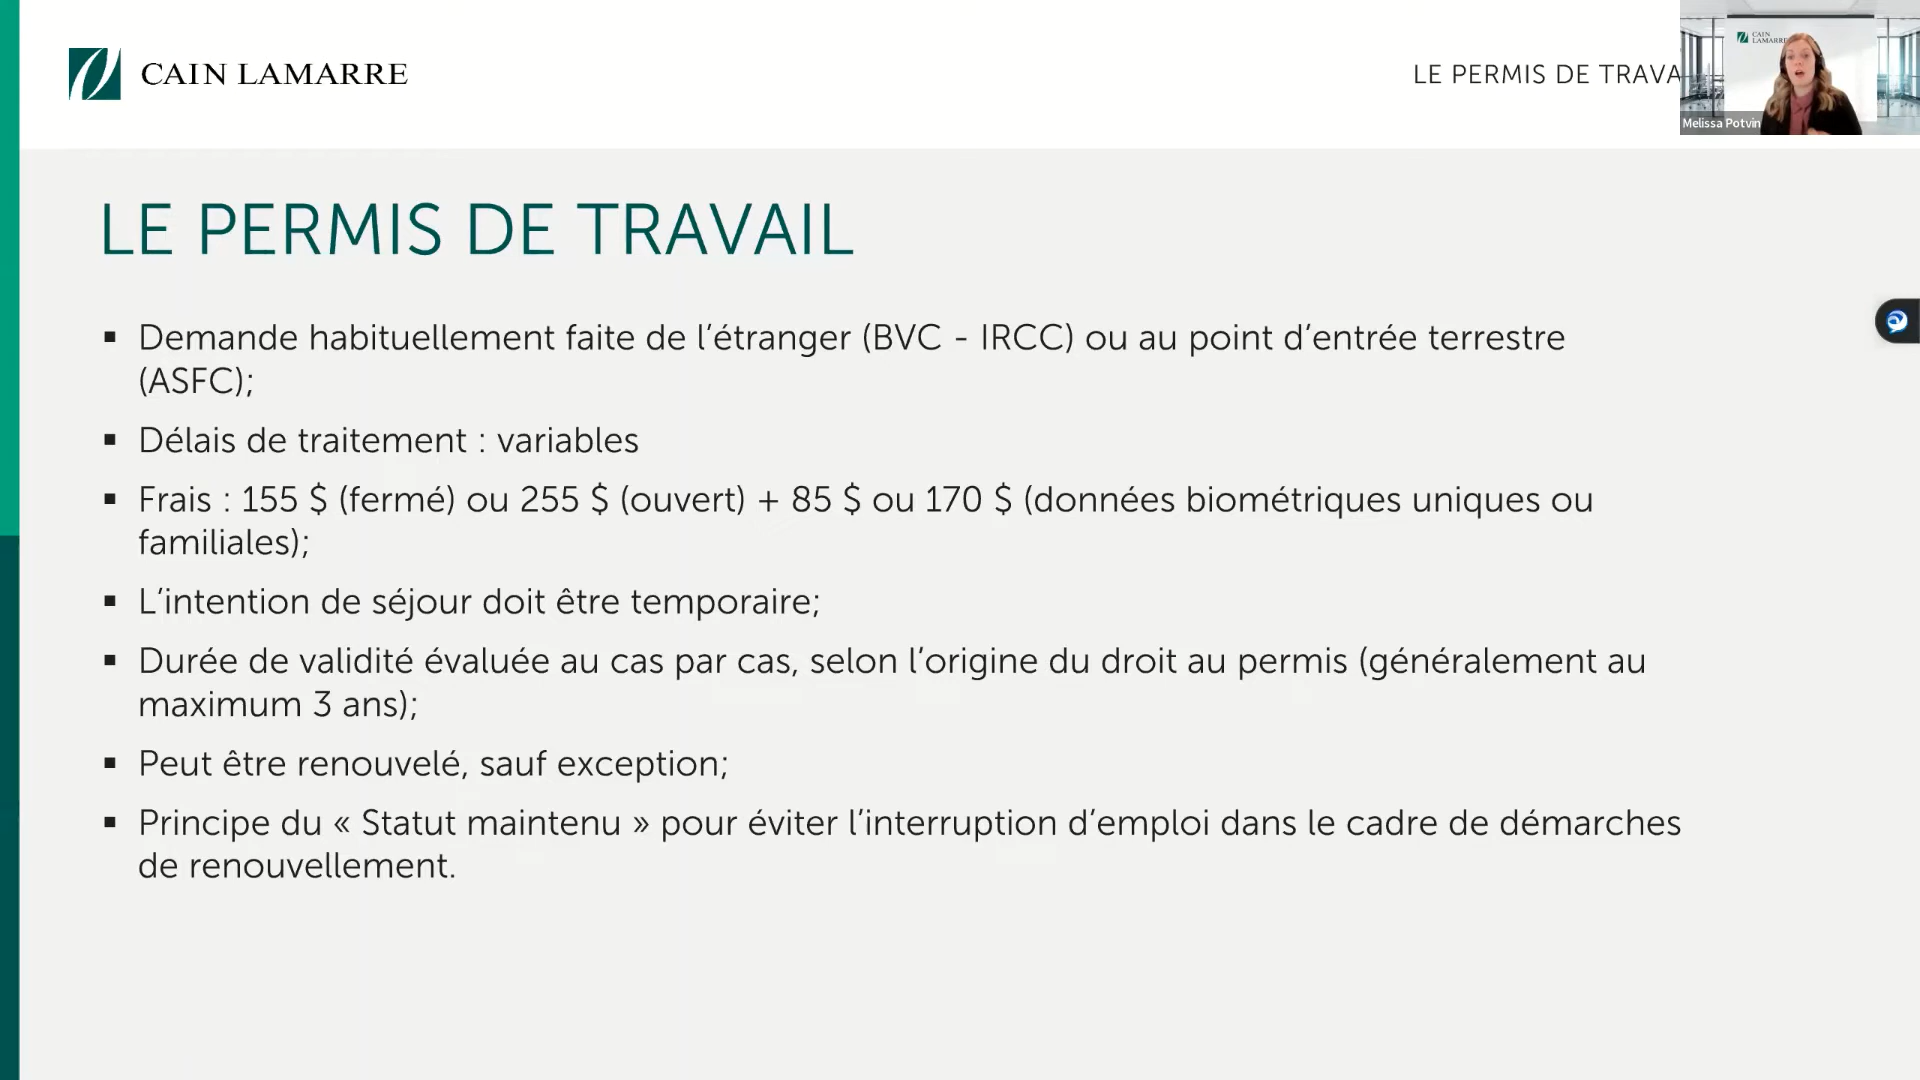 CAIN LAMARRE
LE PERMIS DE TRAVA
CAIN
LAMARRE
Melissa Potvin
LE PERMIS DE TRAVAIL
▪ Demande habituellement faite de l’étranger (BVC - IRCC) ou au point d’entrée terrestre
(ASFC);
▪ Délais de traitement : variables
▪ Frais : 155 $ (fermé) ou 255 $ (ouvert) + 85 $ ou 170 $ (données biométriques uniques ou
familiales);
▪ L’intention de séjour doit être temporaire;
▪ Durée de validité évaluée au cas par cas, selon l’origine du droit au permis (généralement au
maximum 3 ans);
▪ Peut être renouvelé, sauf exception;
▪ Principe du « Statut maintenu » pour éviter l’interruption d’emploi dans le cadre de démarches
de renouvellement.